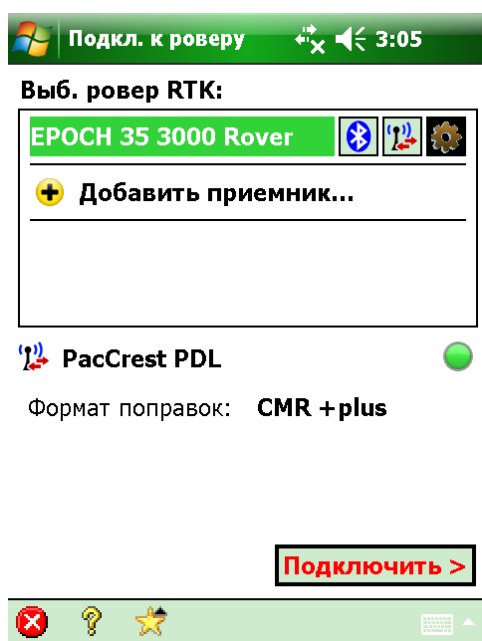 Подкл. к роверу 3:05
Выб. ровер RTK:
EPOCH 35 3000 Rover
Добавить приемник...
PacCrest PDL
Формат поправок: CMR +plus
Подключить >